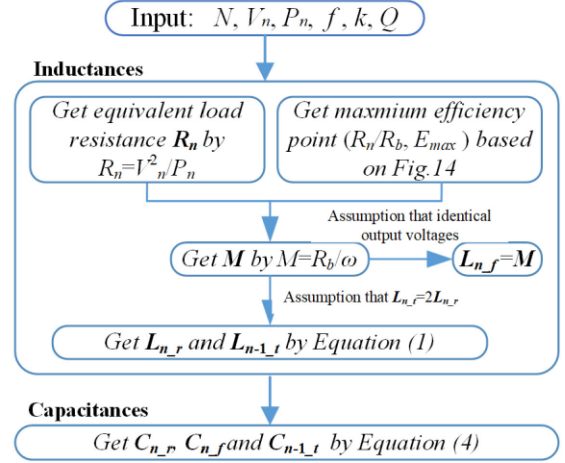 Input: N, Vn, Pn, f, k, Q
Inductances
Get equivalent load
resistance Rn by
Rn=V²n/Pn
Get maxmium efficiency
point (Rn/Rb, Emax ) based
on Fig.14
Assumption that identical
output voltages
Get M by M=Rb/ω
Ln_f=M
Assumption that Ln_t=2Ln_r
Get Ln_r and Ln-1_t by Equation (1)
Capacitances
Get Cn_r, Cn_f and Cn-1_t by Equation (4)